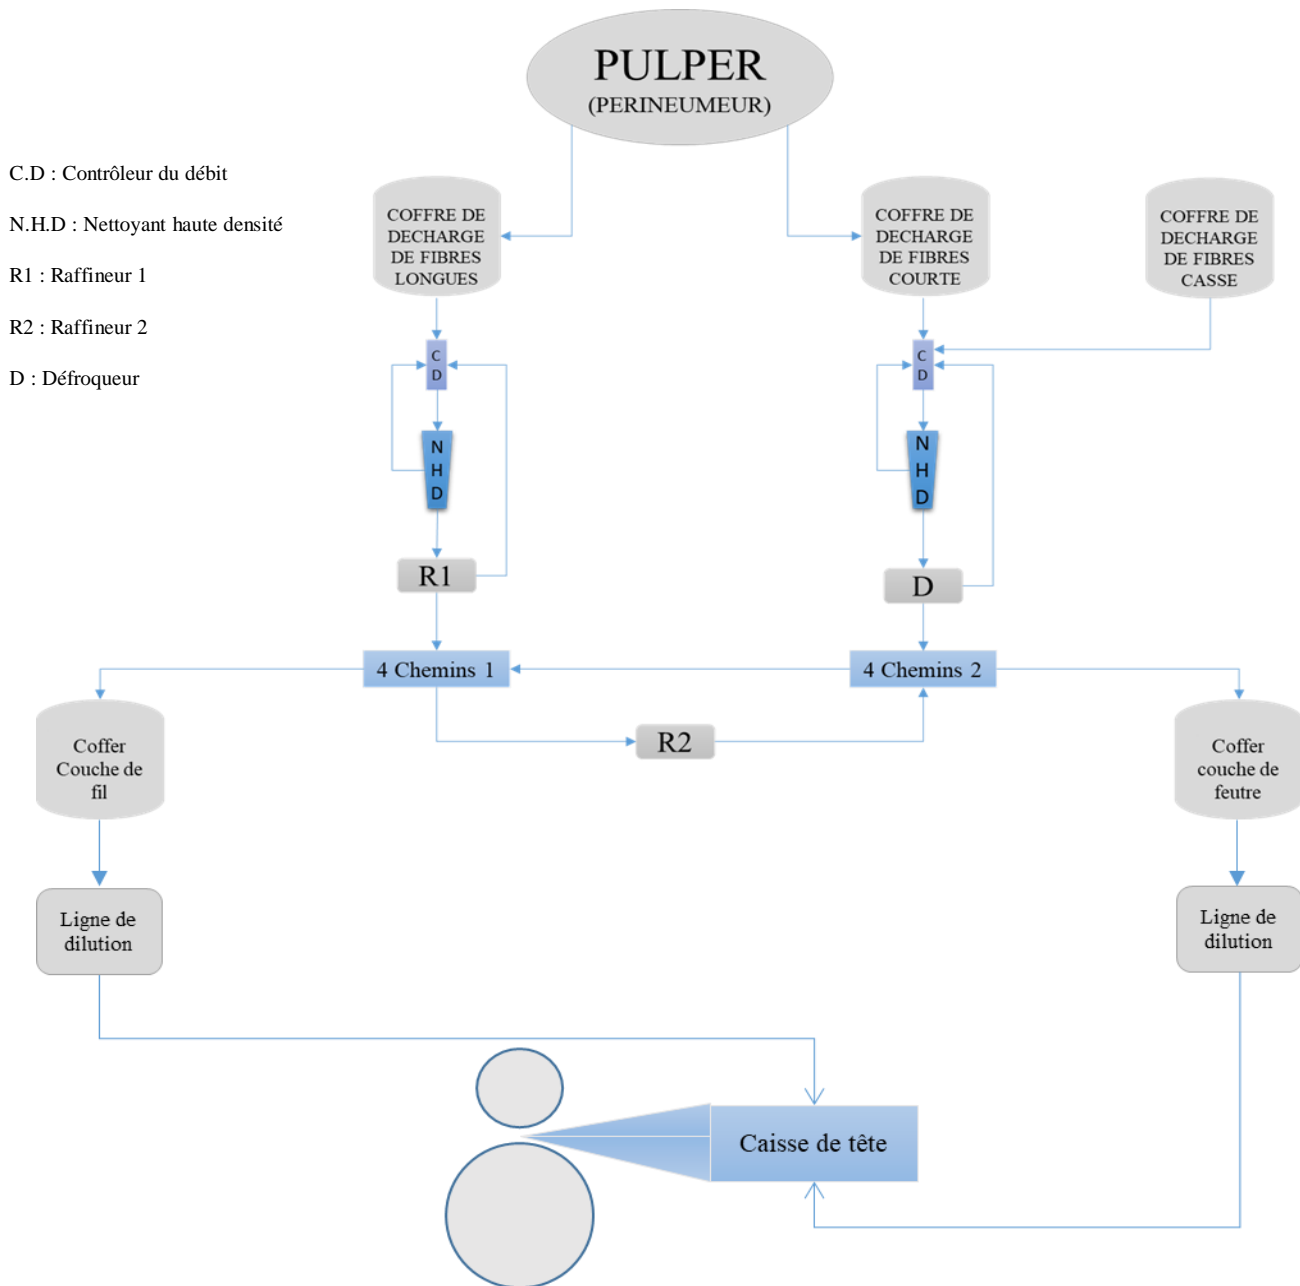 PULPER
(PERINEUMEUR)
C.D : Contrôleur du débit
N.H.D : Nettoyant haute densité
R1 : Raffineur 1
R2 : Raffineur 2
D : Défroqueur
COFFRE DE
DECHARGE
DE FIBRES
LONGUES
COFFRE DE
DECHARGE
DE FIBRES
COURTE
COFFRE DE
DECHARGE
DE FIBRES
CASSE
C
D
C
D
N
H
D
N
H
D
R1
D
4 Chemins 1
4 Chemins 2
R2
Coffer
Couche de
fil
Coffer
couche de
feutre
Ligne de
dilution
Ligne de
dilution
Caisse de tête